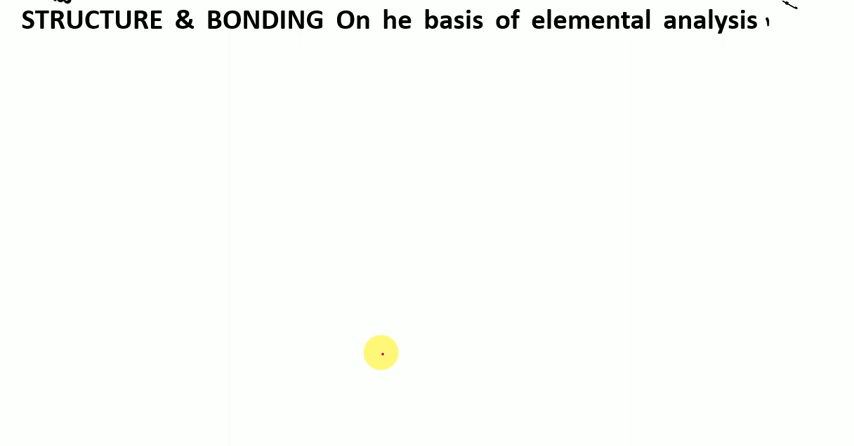 STRUCTURE & BONDING On he basis of elemental analysis